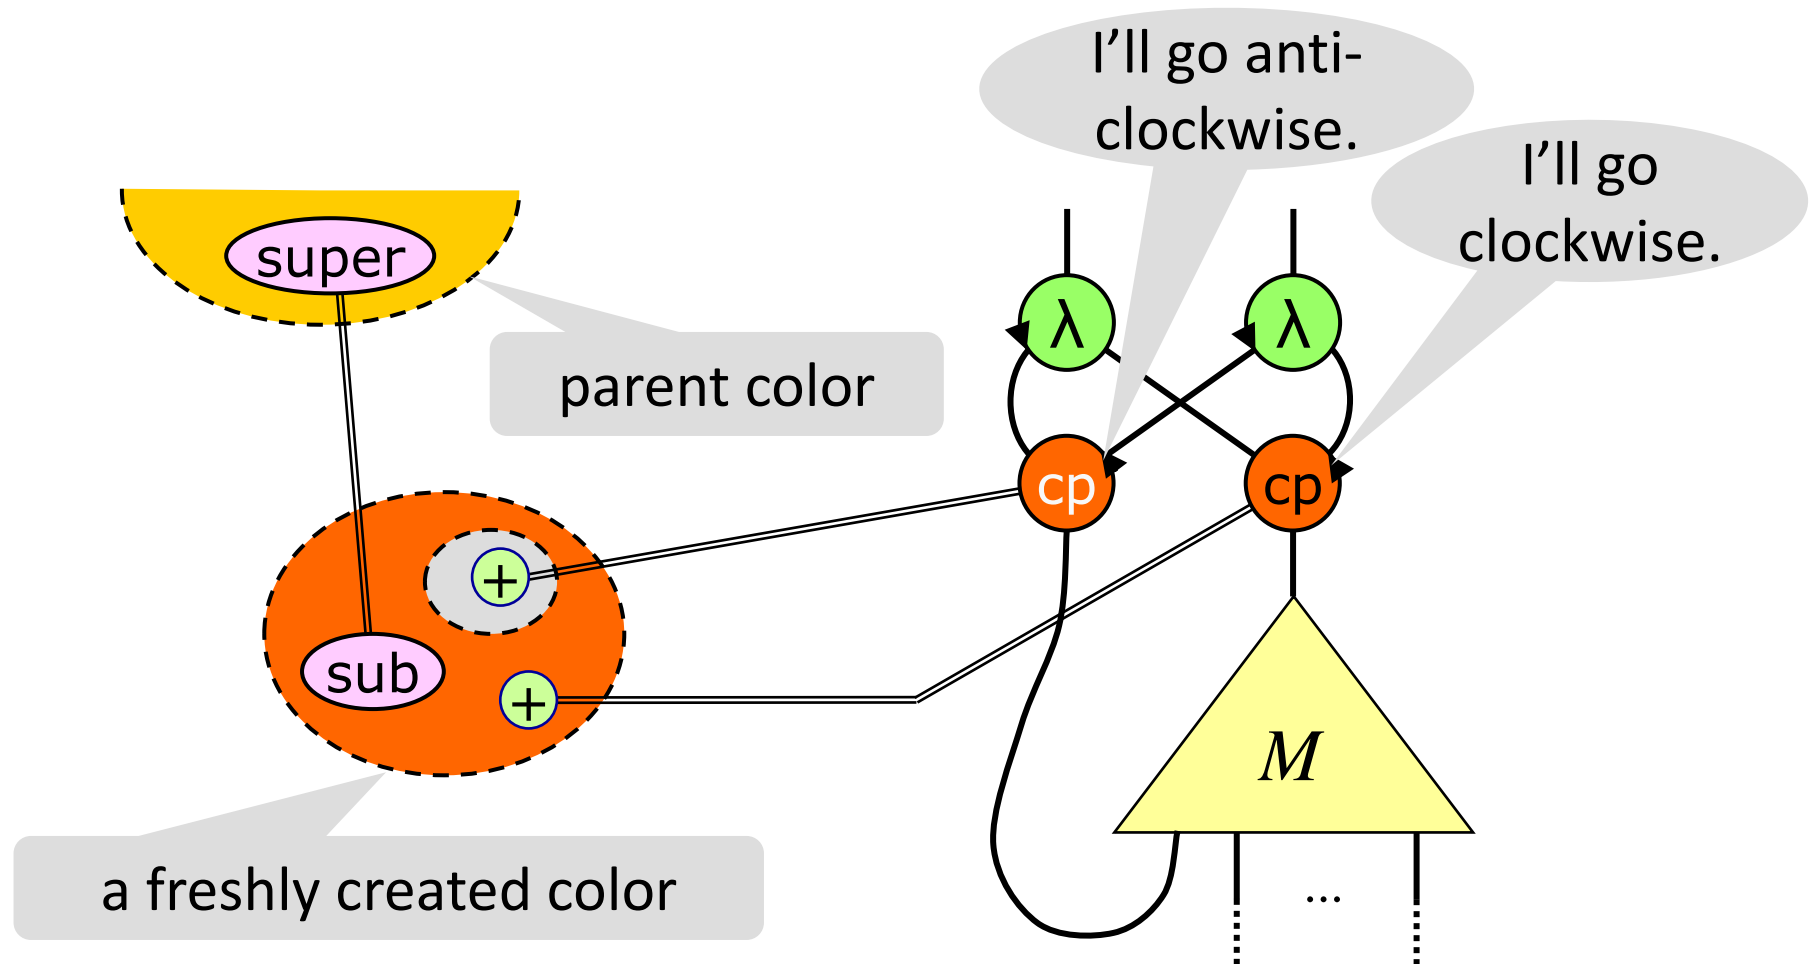 I’ll go anti-
clockwise.
I’ll go
clockwise.
super
λ
λ
parent color
cp
cp
+
sub
+
M
a freshly created color
...